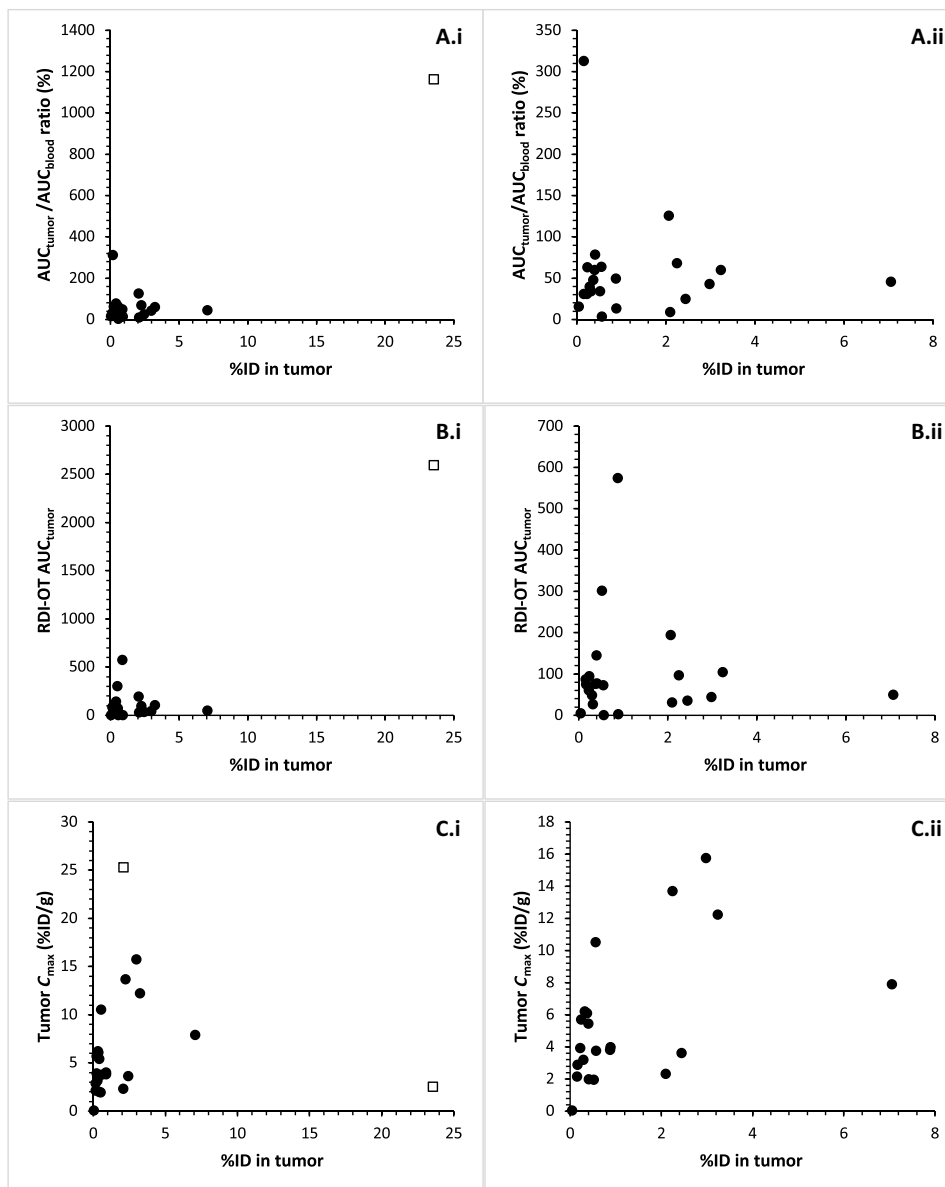 A.i
AUCtumor /AUCblood ratio (%)
1400
1200
1000
800
600
400
200
0
0 5 10 15 20 25
%ID in tumor
A.ii
AUCtumor/AUCblood ratio (%)
350
300
250
200
150
100
50
0
0 2 4 6 8
%ID in tumor
B.i
RDI-OT AUCtumor
3000
2500
2000
1500
1000
500
0
0 5 10 15 20 25
%ID in tumor
B.ii
RDI-OT AUCtumor
700
600
500
400
300
200
100
0
0 2 4 6 8
%ID in tumor
C.i
Tumor Cmax (%ID/g)
30
25
20
15
10
5
0
0 5 10 15 20 25
%ID in tumor
C.ii
Tumor Cmax (%ID/g)
18
16
14
12
10
8
6
4
2
0
0 2 4 6 8
%ID in tumor